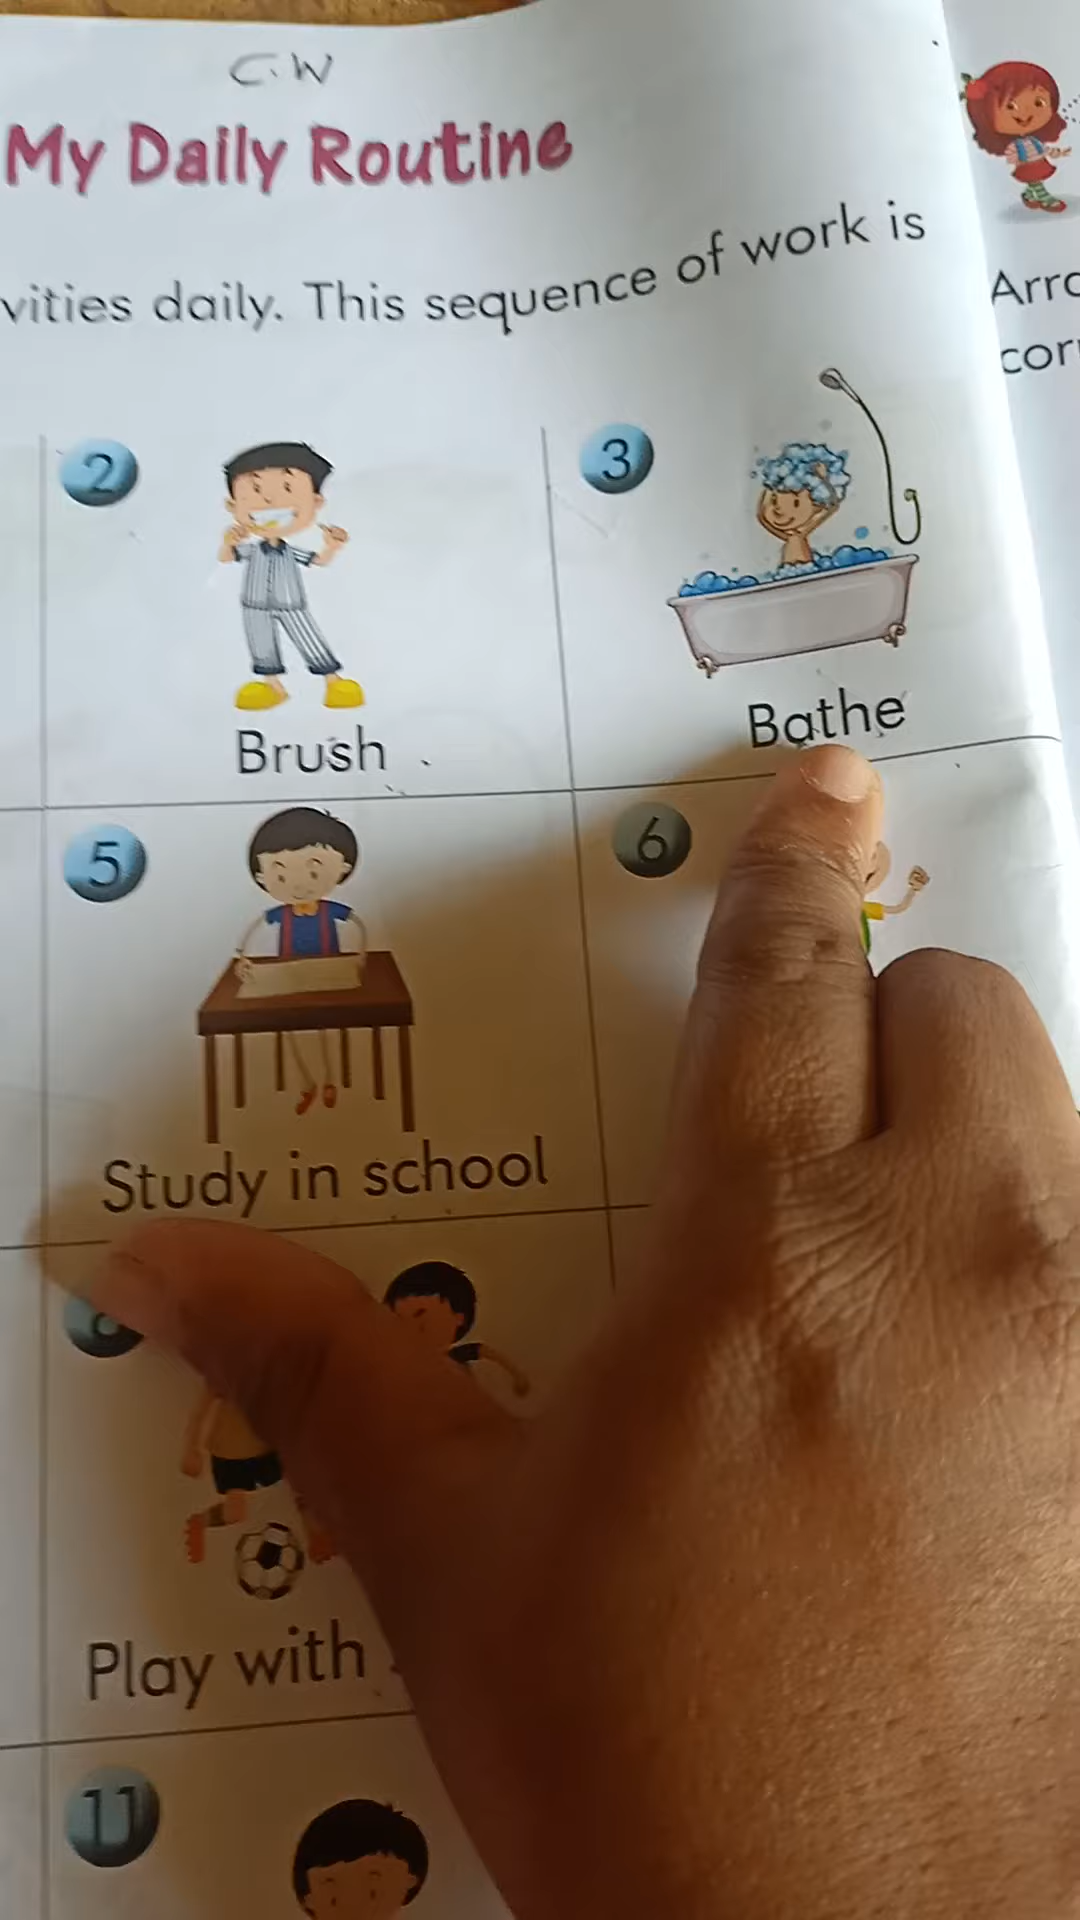 C.W
My Daily Routine
vities daily. This sequence of work is
2
3
Brush
Bathe
5
6
Study in school
Play with
11
Arra
cor